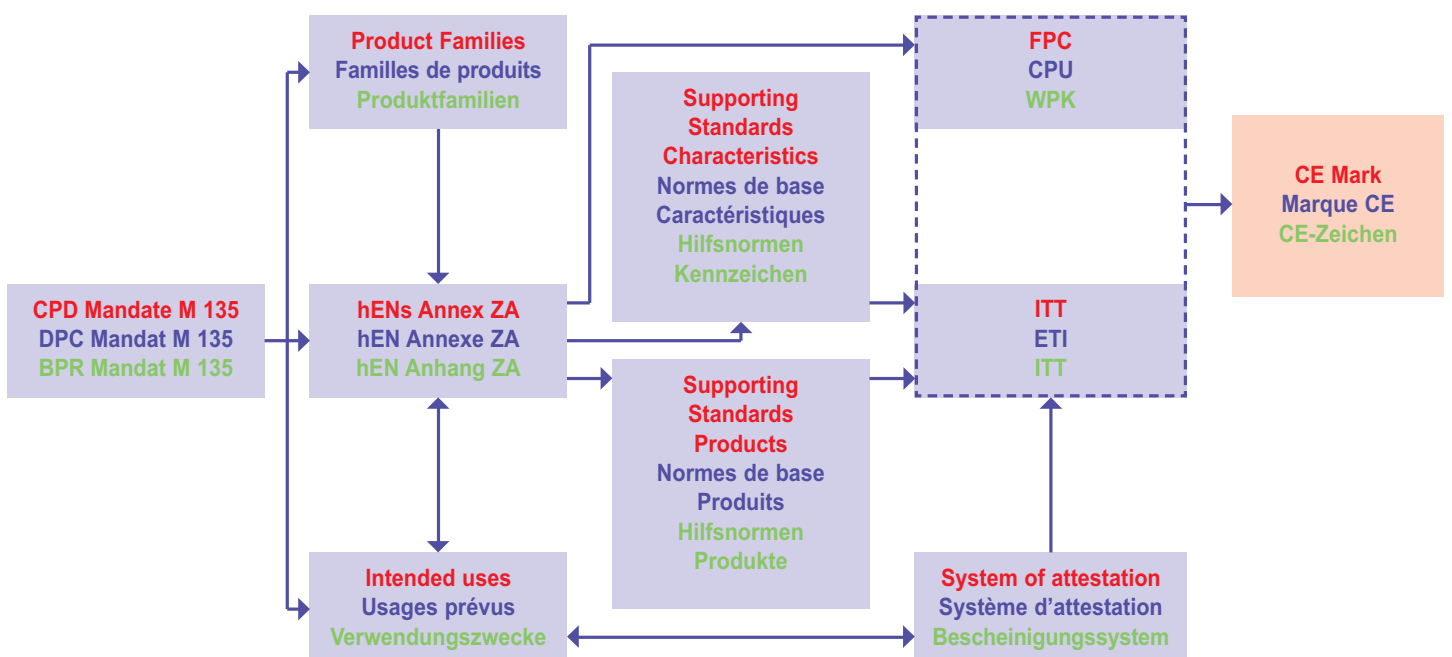 Product Families
Familles de produits
Produktfamilien
FPC
CPU
WPK
Supporting
Standards
Characteristics
Normes de base
Caractéristiques
Hilfsnormen
Kennzeichen
CE Mark
Marque CE
CE-Zeichen
CPD Mandate M 135
DPC Mandat M 135
BPR Mandat M 135
hENs Annex ZA
hEN Annexe ZA
hEN Anhang ZA
ITT
ETI
ITT
Supporting
Standards
Products
Normes de base
Produits
Hilfsnormen
Produkte
Intended uses
Usages prévus
Verwendungszwecke
System of attestation
Système d’attestation
Bescheinigungssystem